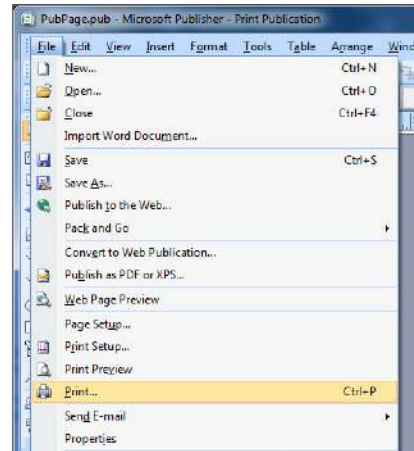 PubPage.pub - Microsoft Publisher - Print Publication
File Edit View Insert Format Tools Table Arrange Wind
New... Ctrl+N
Open... Ctrl+O
Close Ctrl+F4
Import Word Document...
Save Ctrl+S
Save As...
Publish to the Web...
Pack and Go
Convert to Web Publication...
Publish as PDF or XPS...
Web Page Preview
Page Setup...
Print Setup...
Print Preview
Print... Ctrl+P
Send E-mail
Properties